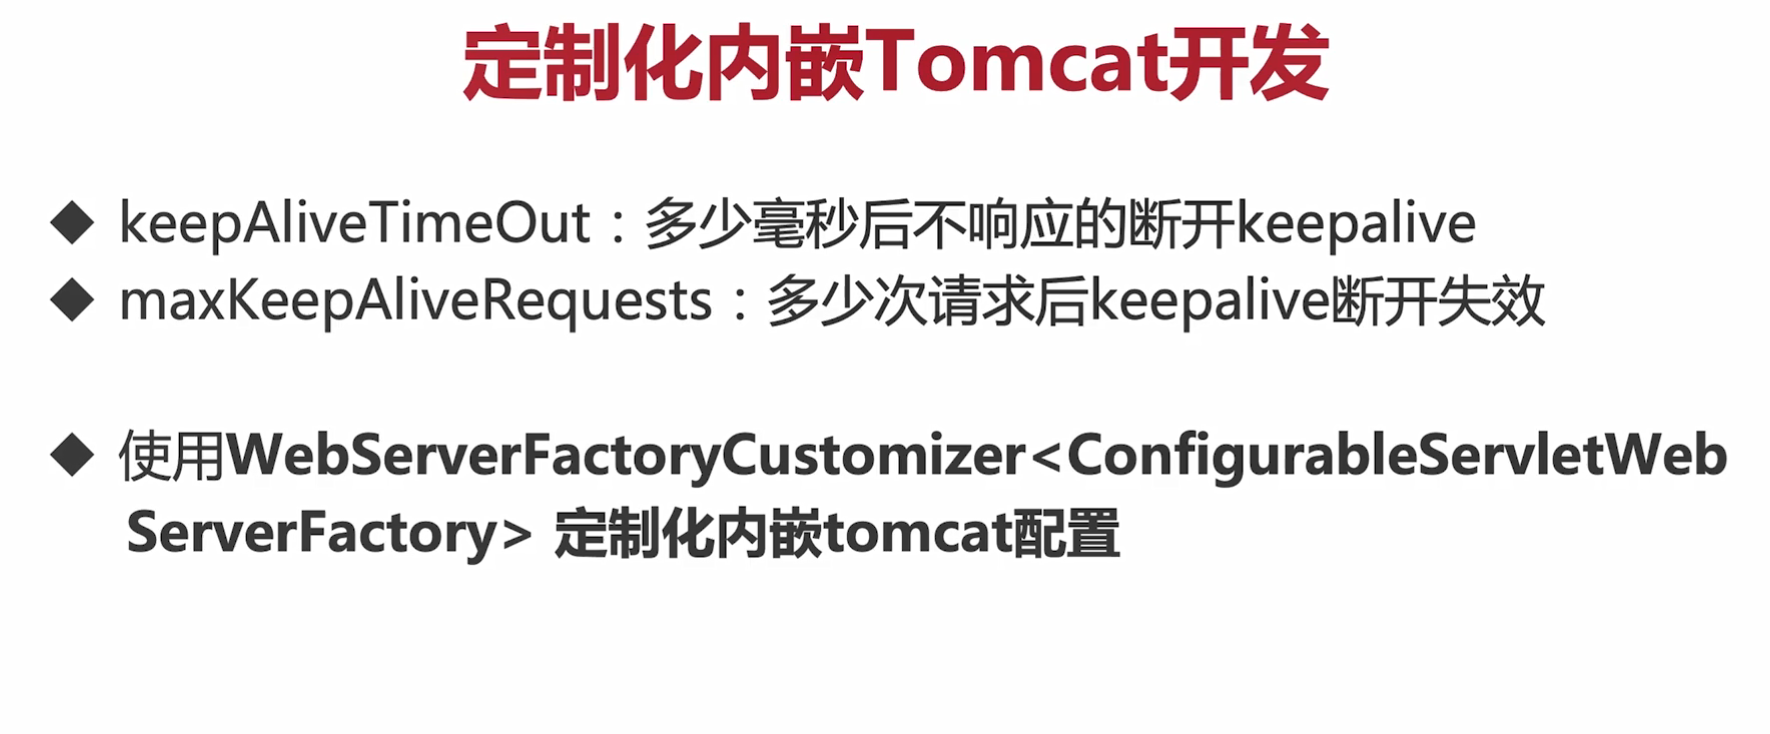 定制化内嵌Tomcat开发
◆ keepAliveTimeOut：多少毫秒后不响应的断开keepalive
◆ maxKeepAliveRequests：多少次请求后keepalive断开失效
◆ 使用WebServerFactoryCustomizer<ConfigurableServletWeb
ServerFactory> 定制化内嵌tomcat配置